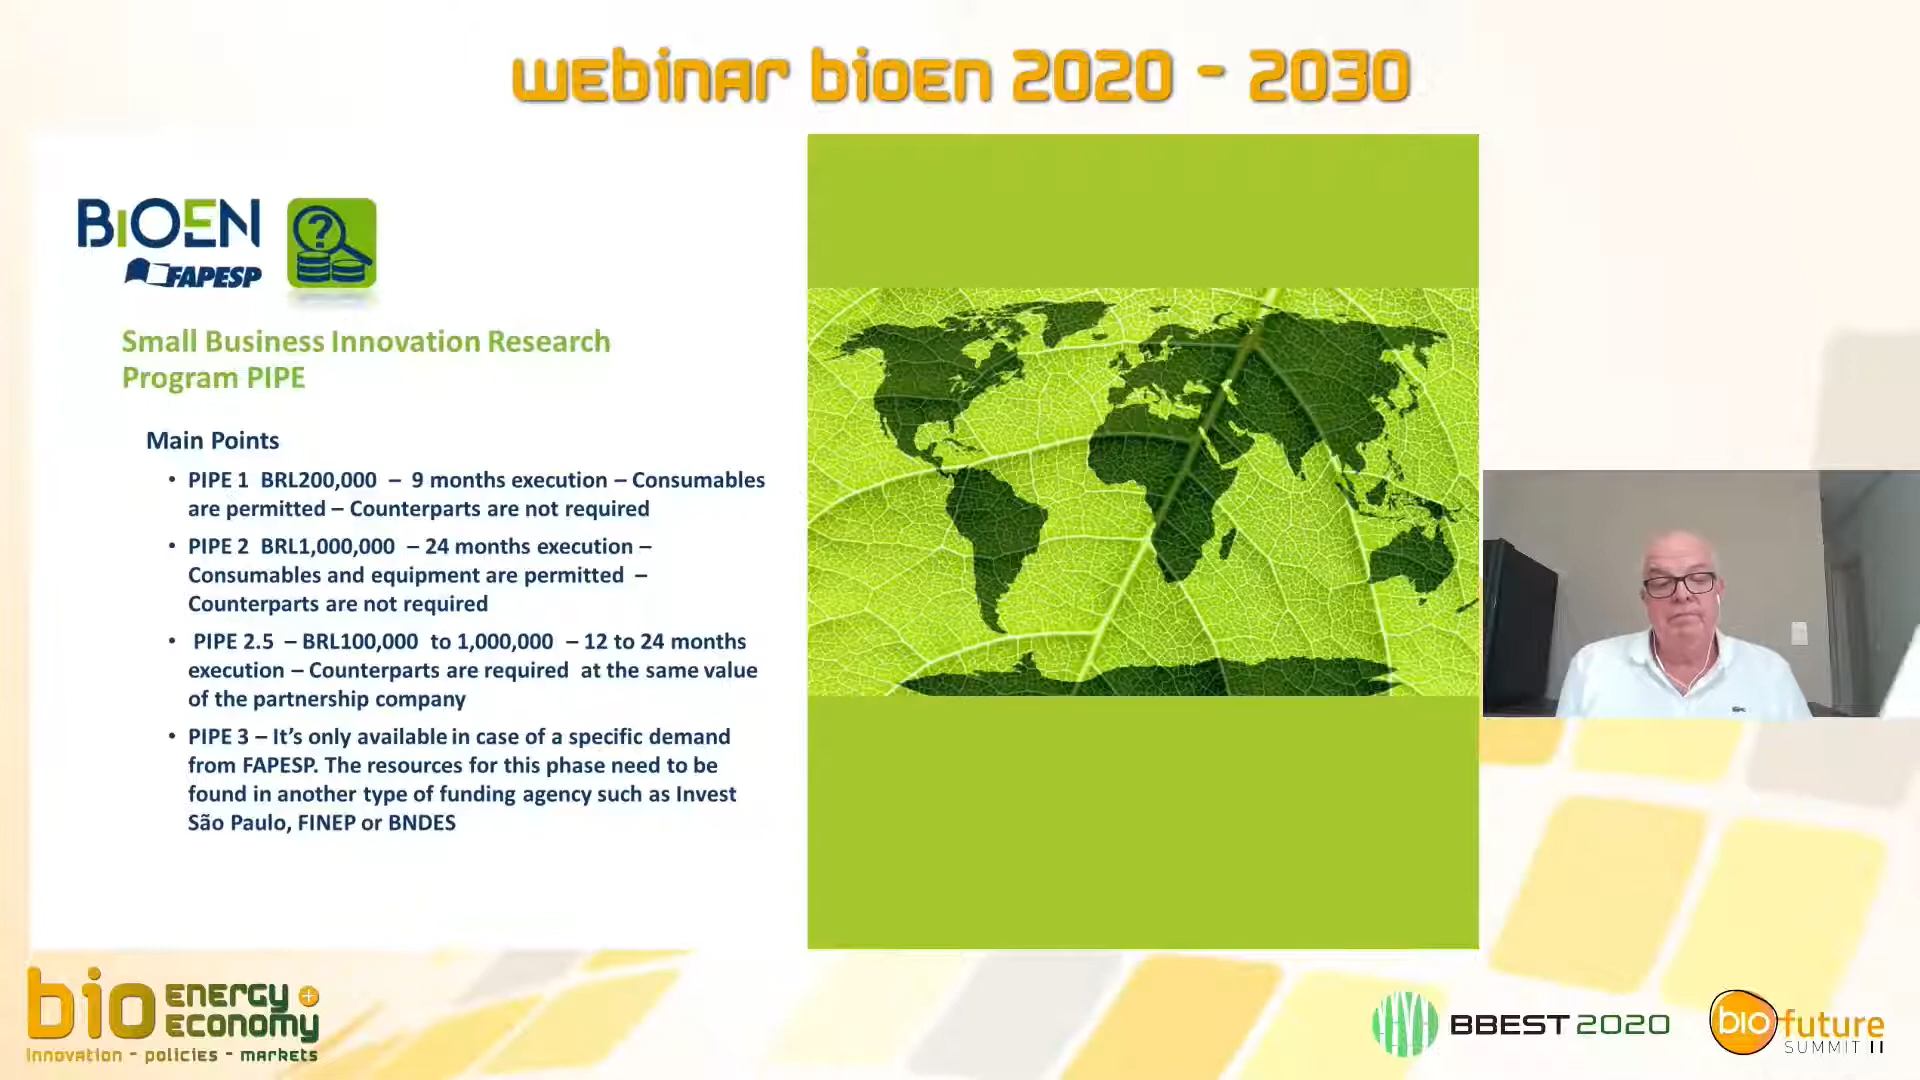 WEBINAR BIOEN 2020 - 2030
BIOEN
FAPESP
?
Small Business Innovation Research
Program PIPE
Main Points
• PIPE 1 BRL200,000 – 9 months execution – Consumables
are permitted – Counterparts are not required
• PIPE 2 BRL1,000,000 – 24 months execution –
Consumables and equipment are permitted –
Counterparts are not required
• PIPE 2.5 – BRL100,000 to 1,000,000 – 12 to 24 months
execution – Counterparts are required at the same value
of the partnership company
• PIPE 3 – It's only available in case of a specific demand
from FAPESP. The resources for this phase need to be
found in another type of funding agency such as Invest
São Paulo, FINEP or BNDES
bio ENERGY +
ECONOMY
innovation - policies - markets
BBEST 2020
bio future
SUMMIT II